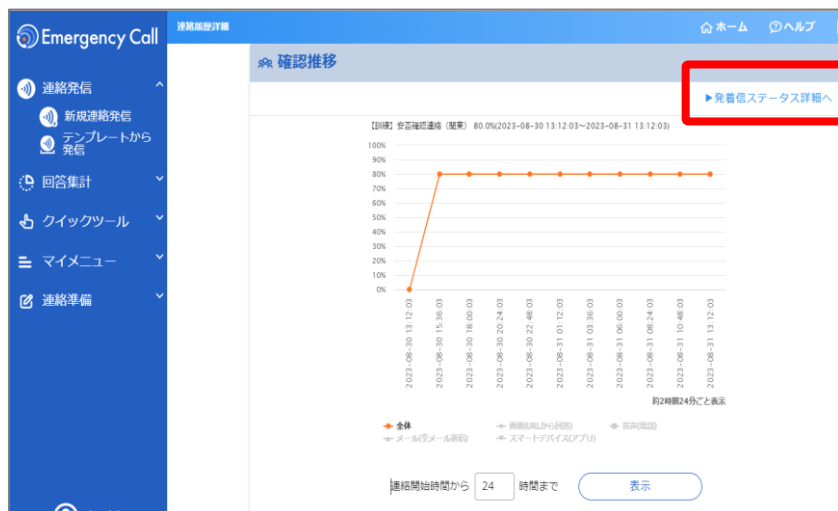 Emergency Call
連絡履歴詳細
ホーム
ヘルプ
連絡発信
新規連絡発信
テンプレートから
発信
回答集計
クイックツール
マイメニュー
連絡準備
確認推移
▶発着信ステータス詳細へ
【訓練】安否確認連絡（関東） 80.0%(2023-08-30 13:12:03～2023-08-31 13:12:03)
100%
90%
80%
70%
60%
50%
40%
30%
20%
10%
0%
2023-08-30 13:12:03
2023-08-30 15:36:03
2023-08-30 18:00:03
2023-08-30 20:24:03
2023-08-30 22:48:03
2023-08-31 01:12:03
2023-08-31 03:36:03
2023-08-31 06:00:03
2023-08-31 08:24:03
2023-08-31 10:48:03
2023-08-31 13:12:03
約2時間24分ごと表示
全体
画面(URLから回答)
音声(電話)
メール(空メール返信)
スマートデバイス(アプリ)
連絡開始時間から 24 時間まで 表示